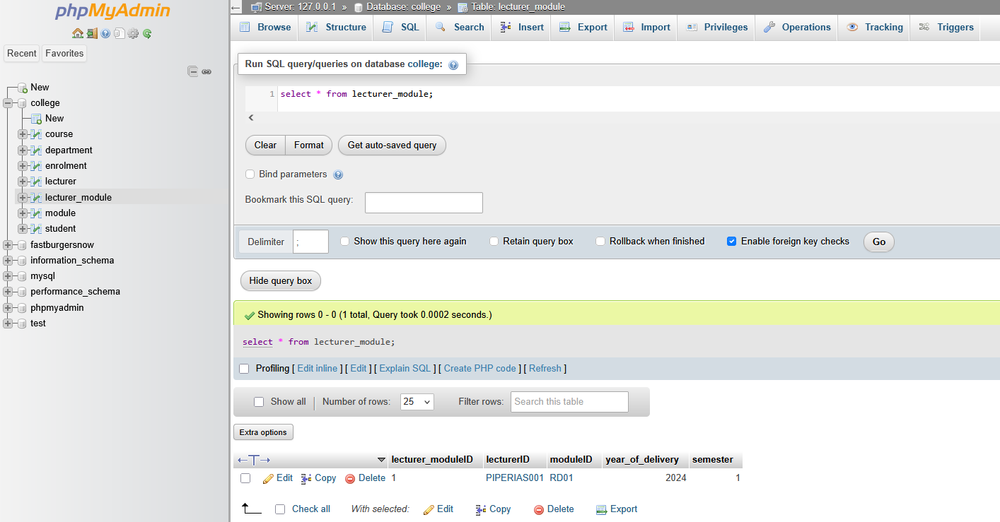 phpMyAdmin
Recent Favorites
New
college
New
course
department
enrolment
lecturer
lecturer_module
module
student
fastburgersnow
information_schema
mysql
performance_schema
phpmyadmin
test
Server: 127.0.0.1 » Database: college » Table: lecturer_module
Browse Structure SQL Search Insert Export Import Privileges Operations Tracking Triggers
Run SQL query/queries on database college:
1 select * from lecturer_module;
Clear Format Get auto-saved query
Bind parameters
Bookmark this SQL query:
Delimiter ; Show this query here again Retain query box Rollback when finished Enable foreign key checks Go
Hide query box
Showing rows 0 - 0 (1 total, Query took 0.0002 seconds.)
select * from lecturer_module;
Profiling [ Edit inline ] [ Edit ] [ Explain SQL ] [ Create PHP code ] [ Refresh ]
Show all Number of rows: 25 Filter rows: Search this table
Extra options
lecturer_moduleID lecturerID moduleID year_of_delivery semester
Edit Copy Delete 1 PIPERIAS001 RD01 2024 1
Check all With selected: Edit Copy Delete Export